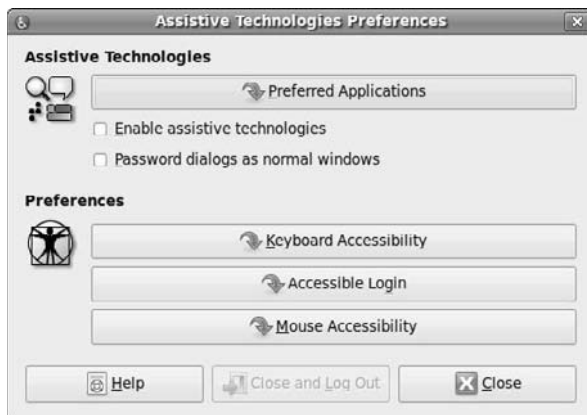 Assistive Technologies Preferences
Assistive Technologies
Preferred Applications
Enable assistive technologies
Password dialogs as normal windows
Preferences
Keyboard Accessibility
Accessible Login
Mouse Accessibility
Help
Close and Log Out
Close